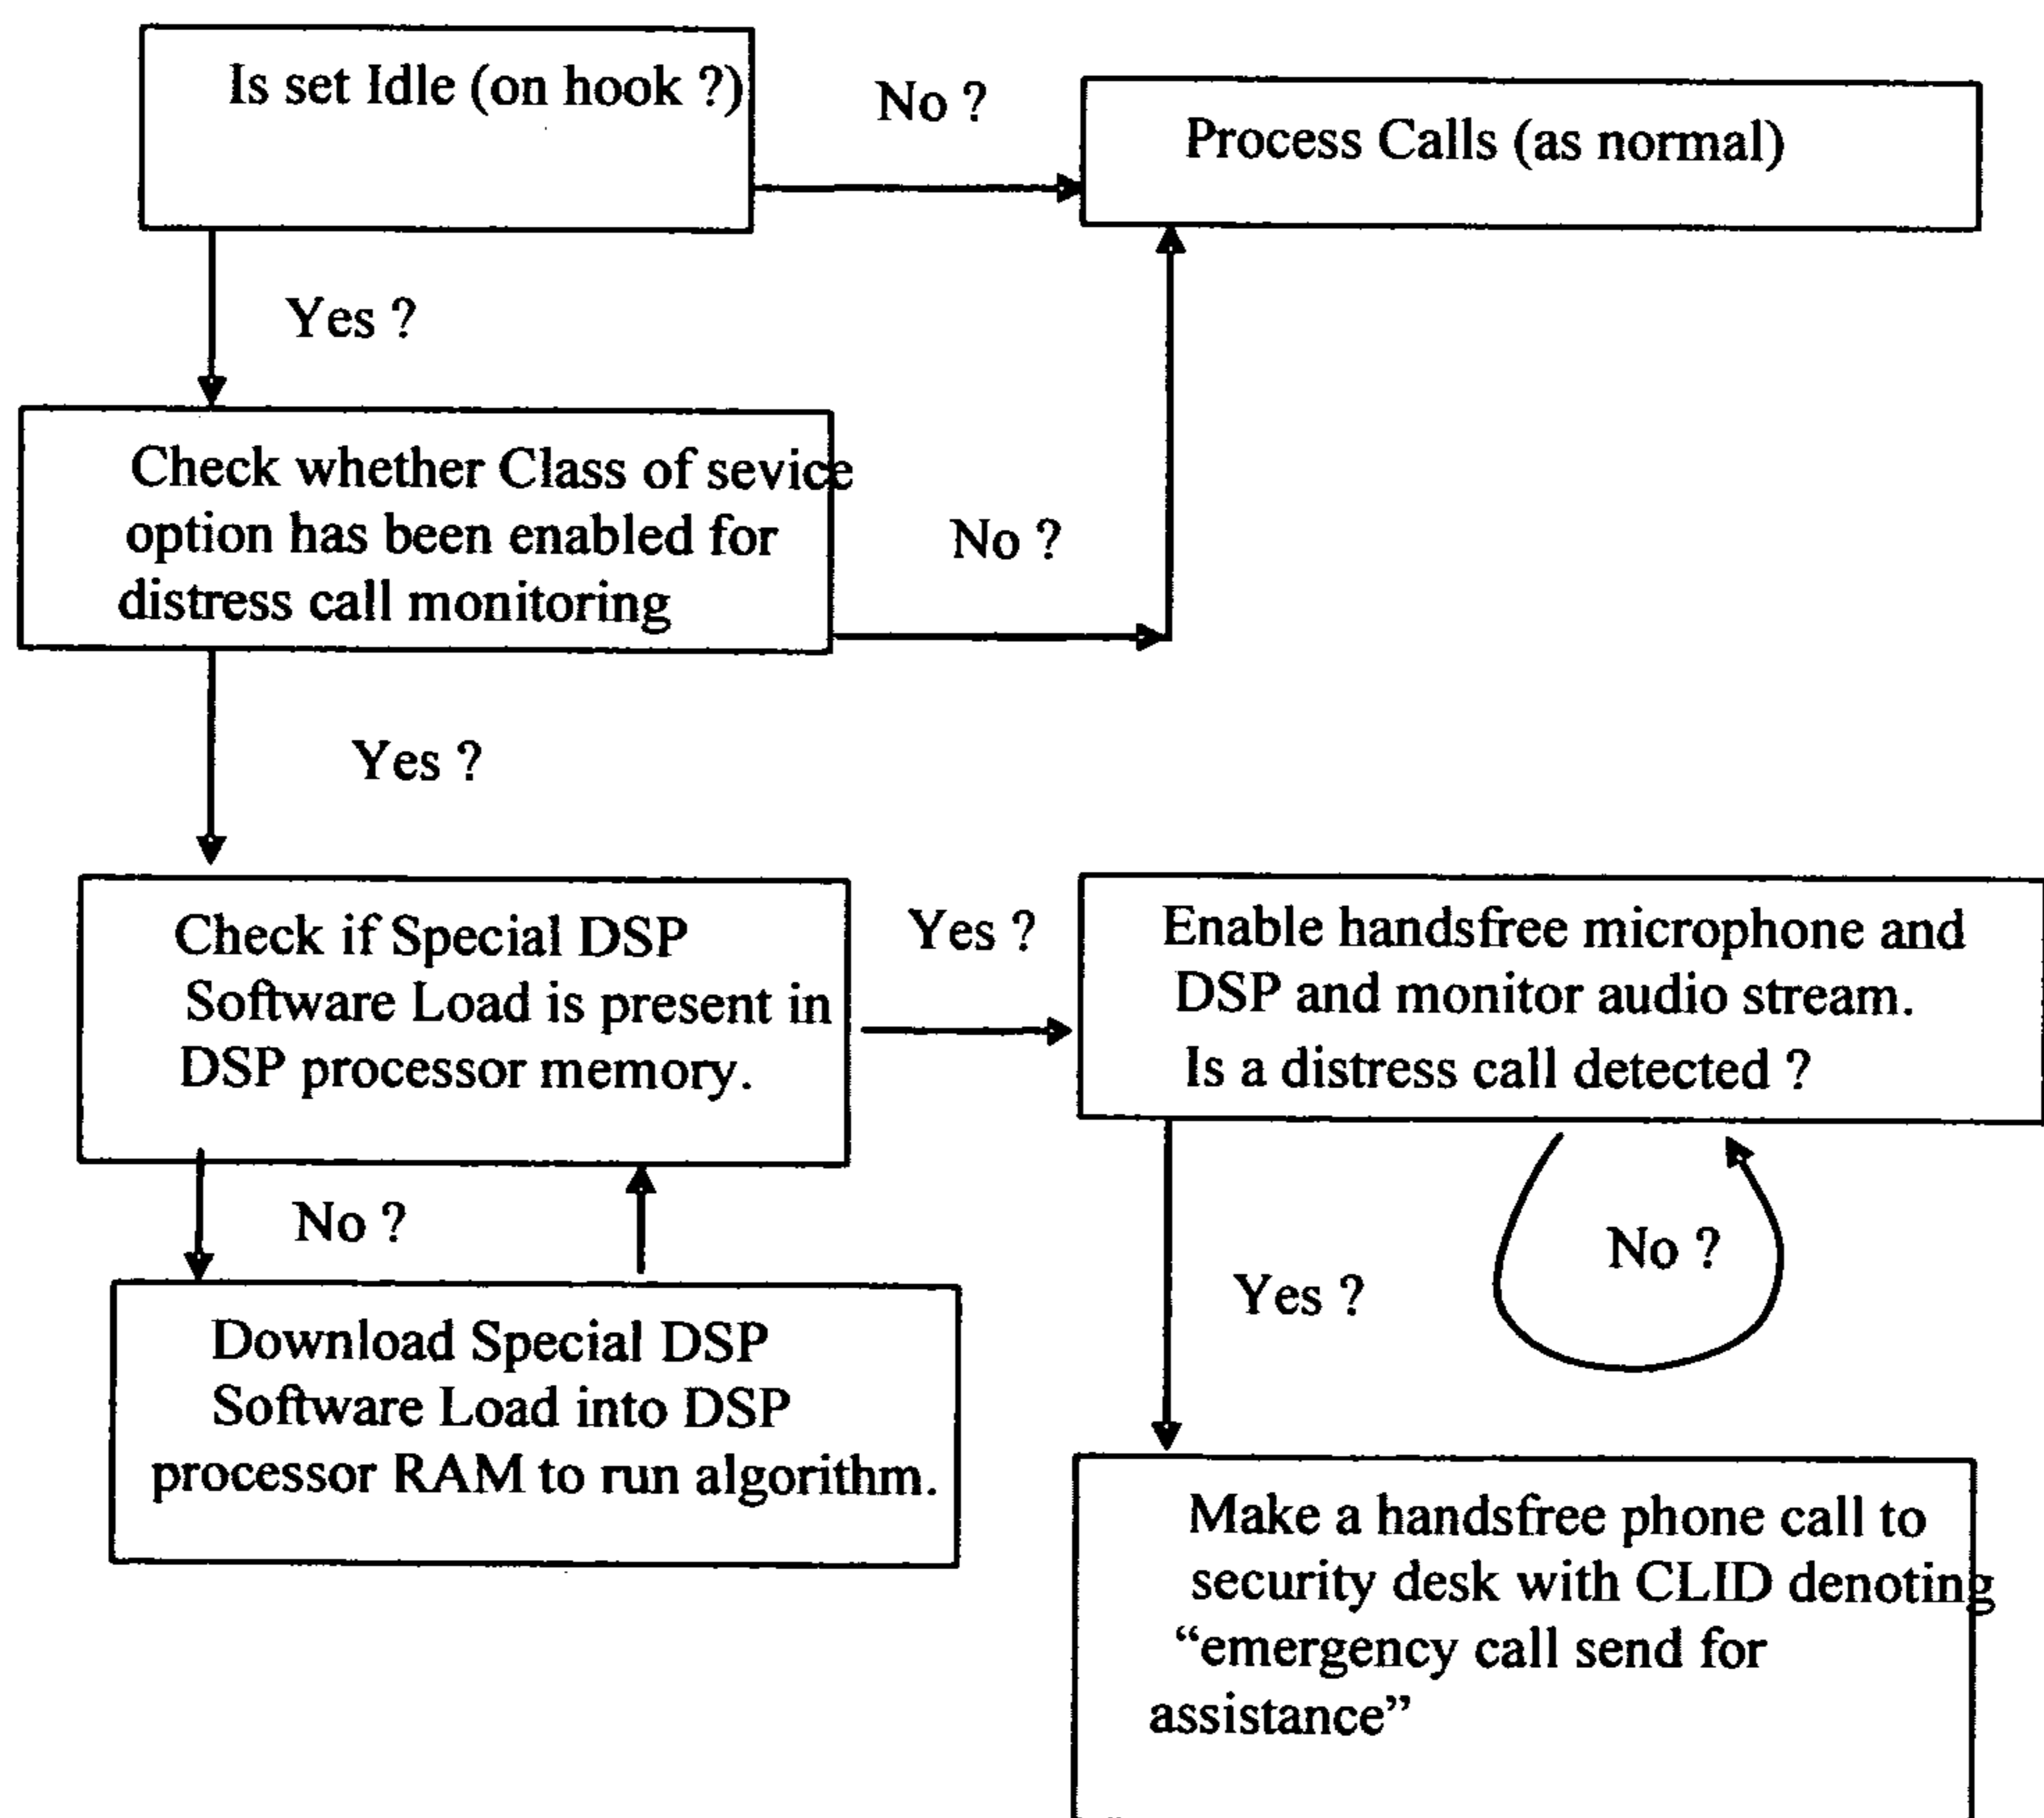 Is set Idle (on hook ?)
No ?
Process Calls (as normal)
Yes ?
Check whether Class of sevice
option has been enabled for
distress call monitoring
No ?
Yes ?
Check if Special DSP
Software Load is present in
DSP processor memory.
Yes ?
Enable handsfree microphone and
DSP and monitor audio stream.
Is a distress call detected ?
No ?
Download Special DSP
Software Load into DSP
processor RAM to run algorithm.
No ?
Yes ?
Make a handsfree phone call to
security desk with CLID denoting
“emergency call send for
assistance”